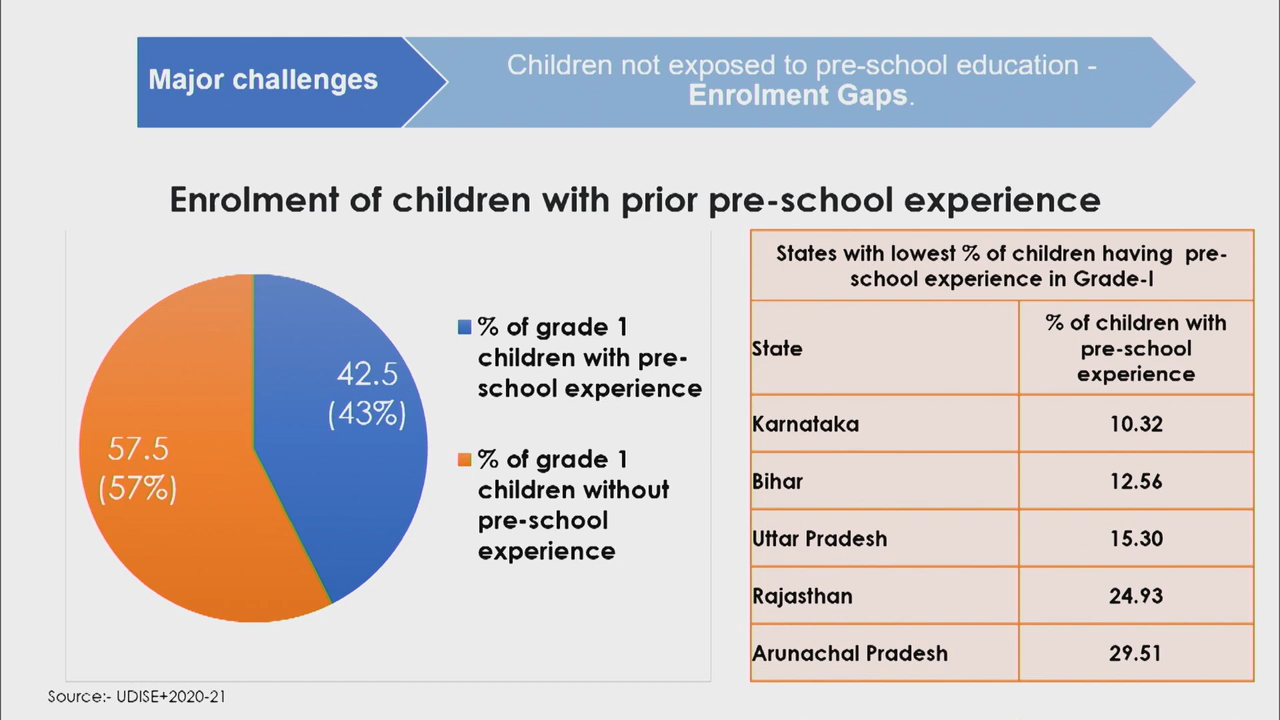 Major challenges
Children not exposed to pre-school education -
Enrolment Gaps.
Enrolment of children with prior pre-school experience
42.5
(43%)
57.5
(57%)
% of grade 1
children with pre-
school experience
% of grade 1
children without
pre-school
experience
States with lowest % of children having pre-
school experience in Grade-I
State
% of children with
pre-school
experience
Karnataka 10.32
Bihar 12.56
Uttar Pradesh 15.30
Rajasthan 24.93
Arunachal Pradesh 29.51
Source:- UDISE+2020-21